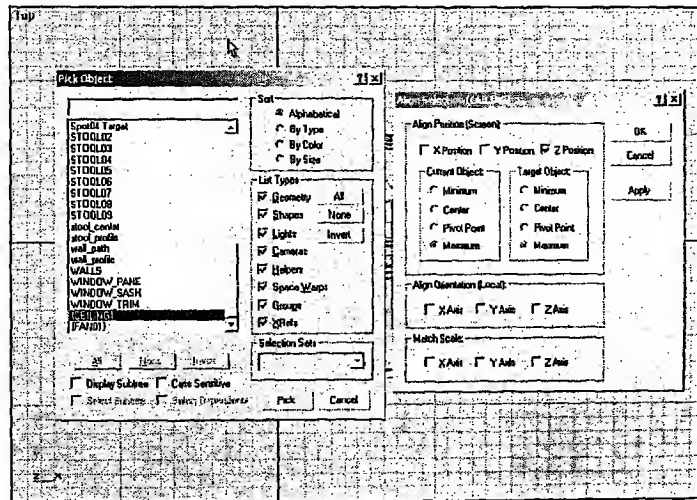 Top
Pick Object
Spot04 Target
STOOL02
STOOL03
STOOL04
STOOL05
STOOL06
STOOL07
STOOL08
STOOL09
stool_center
stool_profile
wall_path
wall_profile
WALLS
WINDOW_PANE
WINDOW_SASH
WINDOW_TRIM
[CEILING]
[FAN01]
All
None
Invert
Display Subtree
Case Sensitive
Select Subtree
Select Dependents
Sort
Alphabetical
By Type
By Color
By Size
List Types
Geometry
Shapes
Lights
Cameras
Helpers
Space Warps
Groups
XRefs
All
None
Invert
Selection Sets
Pick
Cancel
Align Position (Screen):
X Position
Y Position
Z Position
Current Object:
Minimum
Center
Pivot Point
Maximum
Target Object:
Minimum
Center
Pivot Point
Maximum
Align Orientation (Local):
X Axis
Y Axis
Z Axis
Match Scale:
X Axis
Y Axis
Z Axis
OK
Cancel
Apply